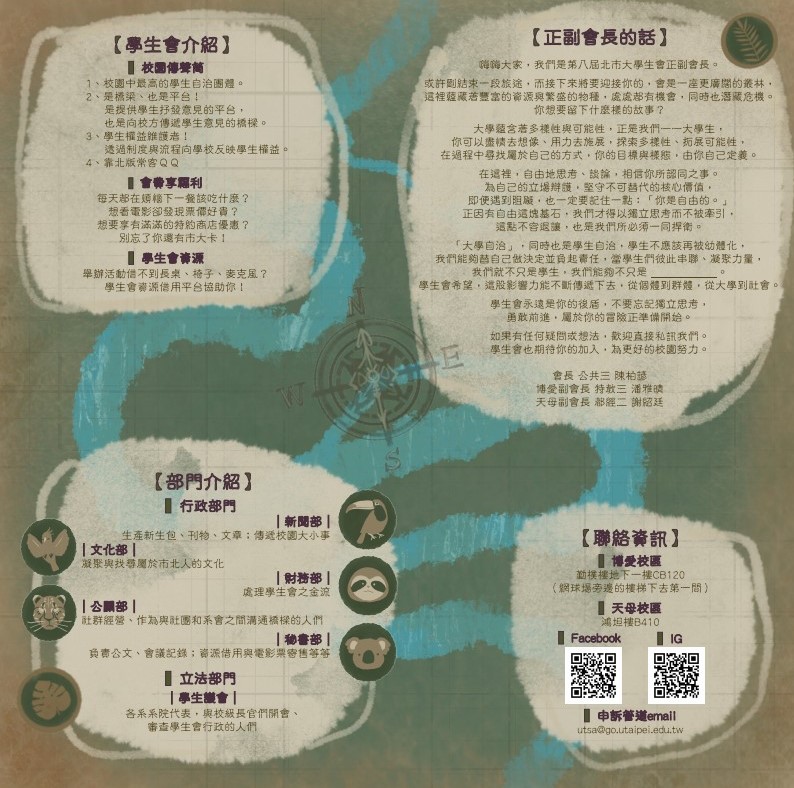 【學生會介紹】
校園傳聲筒
1、校園中最高的學生自治團體。
2、是橋梁、也是平台！
是提供學生抒發意見的平台，
也是向校方傳遞學生意見的橋樑。
3、學生權益維護者！
透過制度與流程向學校反映學生權益。
4、靠北版常客QQ
會費享福利
每天都在煩惱下一餐該吃什麼？
想看電影卻發現票價好貴？
想要享有滿滿的特約商店優惠？
別忘了你還有市大卡！
學生會資源
舉辦活動借不到長桌、椅子、麥克風？
學生會資源借用平台協助你！
【正副會長的話】
嗨嗨大家，我們是第八屆北市大學生會正副會長。
或許剛結束一段旅途，而接下來將要迎接你的，會是一座更廣闊的叢林，
這裡蘊藏著豐富的資源與繁盛的物種，處處都有機會，同時也潛藏危機。
你想要留下什麼樣的故事？
大學蘊含著多樣性與可能性，正是我們——大學生，
你可以盡情去想像、用力去施展，探索多樣性、拓展可能性，
在過程中尋找屬於自己的方式，你的目標與樣態，由你自己定義。
在這裡，自由地思考、談論，相信你所認同之事。
為自己的立場辯護，堅守不可替代的核心價值，
即便遇到阻礙，也一定要記住一點：「你是自由的。」
正因有自由這塊基石，我們才得以獨立思考而不被牽引，
這點不容退讓，也是我們所必須一同捍衛。
「大學自治」，同時也是學生自治，學生不應該再被幼體化，
我們能夠替自己做決定並負起責任，當學生們彼此串聯、凝聚力量，
我們就不只是學生，我們能夠不只是 ＿＿＿＿＿＿。
學生會希望，這股影響力能不斷傳遞下去，從個體到群體，從大學到社會。
學生會永遠是你的後盾，不要忘記獨立思考，
勇敢前進，屬於你的冒險正準備開始。
如果有任何疑問或想法，歡迎直接私訊我們。
學生會也期待你的加入，為更好的校園努力。
會長 公共三 陳柏諺
博愛副會長 特教三 潘雅暐
天母副會長 都經二 謝韶廷
N
W
E
S
【部門介紹】
行政部門
｜新聞部｜
生產新生包、刊物、文章；傳遞校園大小事
｜文化部｜
凝聚與找尋屬於市北人的文化
｜財務部｜
處理學生會之金流
｜公關部｜
社群經營、作為與社團和系會之間溝通橋樑的人們
｜秘書部｜
負責公文、會議記錄；資源借用與電影票寄售等等
立法部門
｜學生議會｜
各系系院代表，與校級長官們開會、
審查學生會行政的人們
【聯絡資訊】
博愛校區
勤樸樓地下一樓CB120
（網球場旁邊的樓梯下去第一間）
天母校區
鴻坦樓B410
Facebook
IG
申訴管道email
utsa@go.utaipei.edu.tw